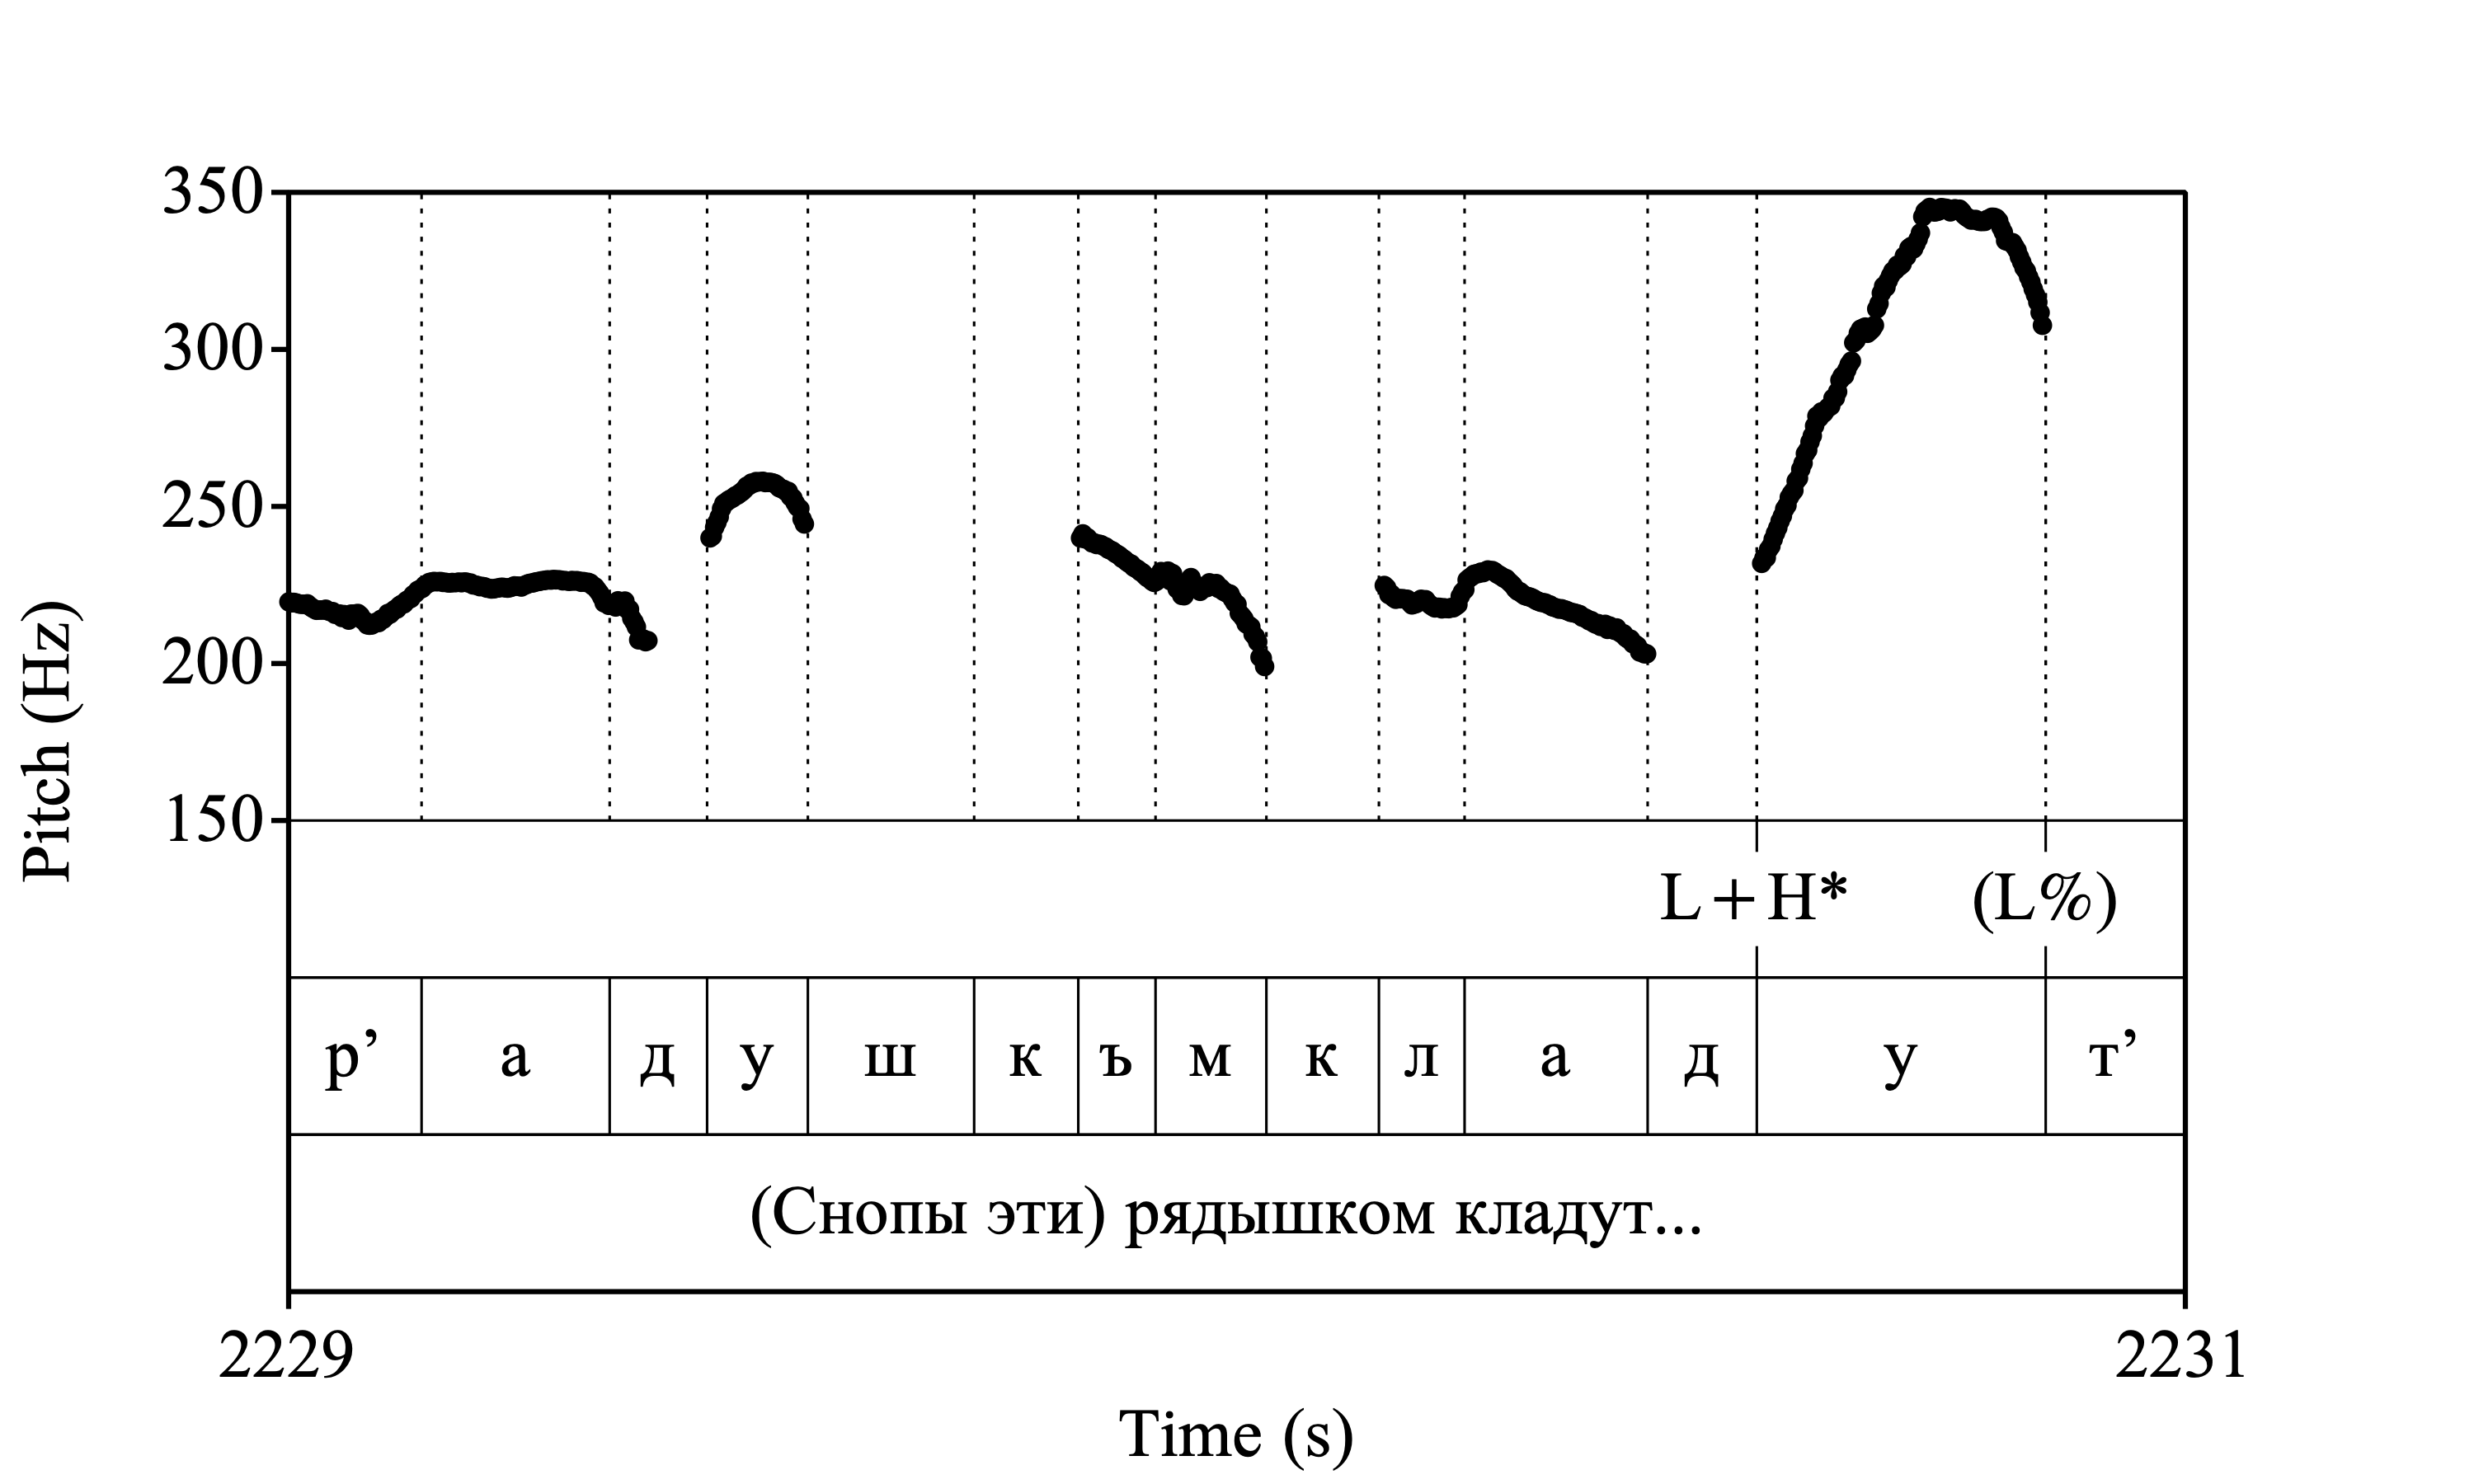 350
300
250
200
150
Pitch (Hz)
L+H* (L%)
р’ а д у ш к ъ м к л а д у т’
(Снопы эти) рядышком кладут...
2229 2231
Time (s)